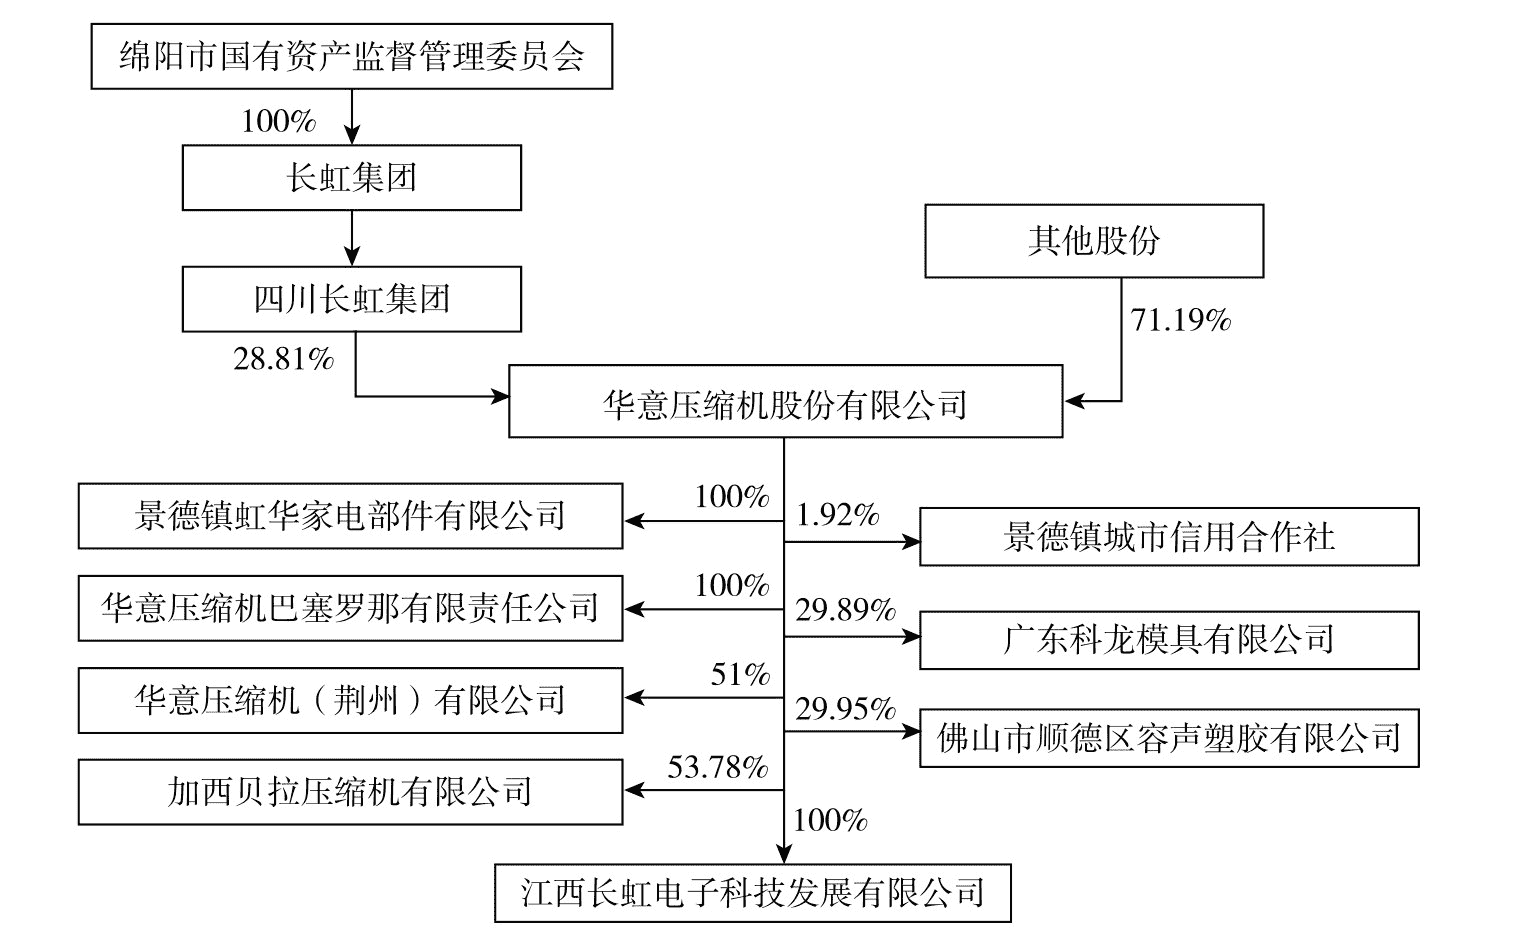 绵阳市国有资产监督管理委员会
100%
长虹集团
四川长虹集团
28.81%
其他股份
71.19%
华意压缩机股份有限公司
100%
景德镇虹华家电部件有限公司
1.92%
景德镇城市信用合作社
100%
华意压缩机巴塞罗那有限责任公司
29.89%
广东科龙模具有限公司
51%
华意压缩机（荆州）有限公司
29.95%
佛山市顺德区容声塑胶有限公司
53.78%
加西贝拉压缩机有限公司
100%
江西长虹电子科技发展有限公司